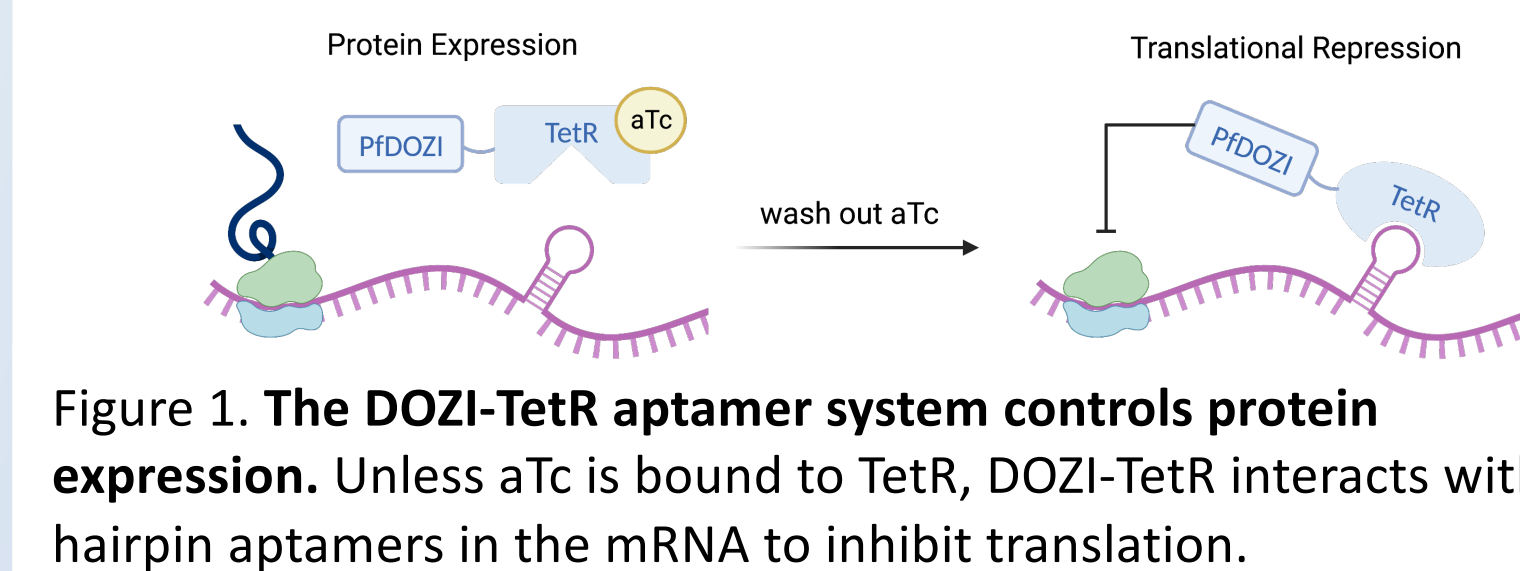 Protein Expression
Translational Repression
PfDOZI
TetR
aTc
wash out aTc
PfDOZI
TetR
Figure 1. The DOZI-TetR aptamer system controls protein
expression. Unless aTc is bound to TetR, DOZI-TetR interacts
hairpin aptamers in the mRNA to inhibit translation.